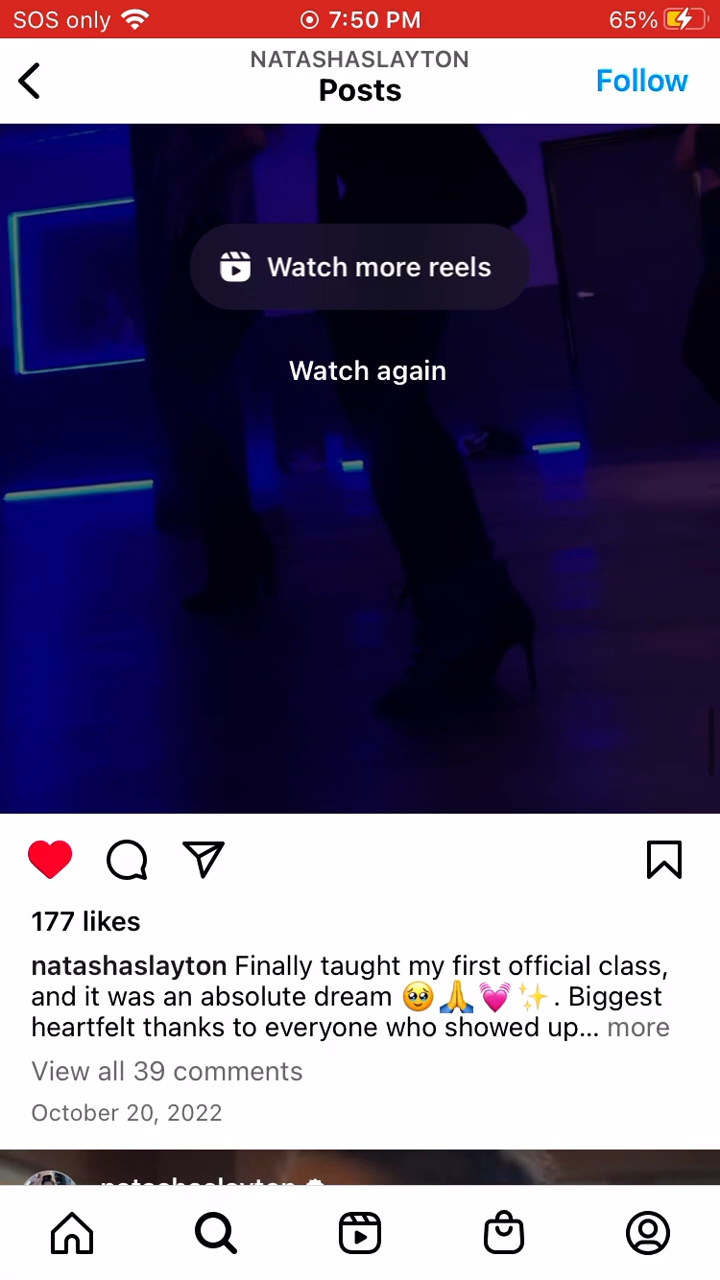 SOS only 7:50 PM 65%
NATASHASLAYTON
Posts
Follow
Watch more reels
Watch again
177 likes
natashaslayton Finally taught my first official class,
and it was an absolute dream 🥹🙏💓✨. Biggest
heartfelt thanks to everyone who showed up... more
View all 39 comments
October 20, 2022
natashaslayton